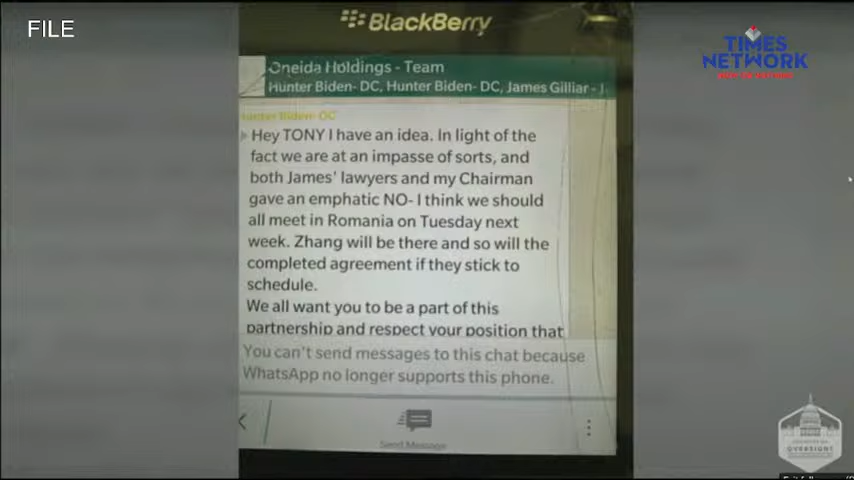 FILE
BlackBerry
TIMES
NETWORK
Oneida Holdings - Team
Hunter Biden- DC, Hunter Biden- DC, James Gilliar - J
Hunter Biden- DC
Hey TONY I have an idea. In light of the
fact we are at an impasse of sorts, and
both James' lawyers and my Chairman
gave an emphatic NO- I think we should
all meet in Romania on Tuesday next
week. Zhang will be there and so will the
completed agreement if they stick to
schedule.
We all want you to be a part of this
partnership and respect your position that
You can't send messages to this chat because
WhatsApp no longer supports this phone.
Send Message
OVERSIGHT